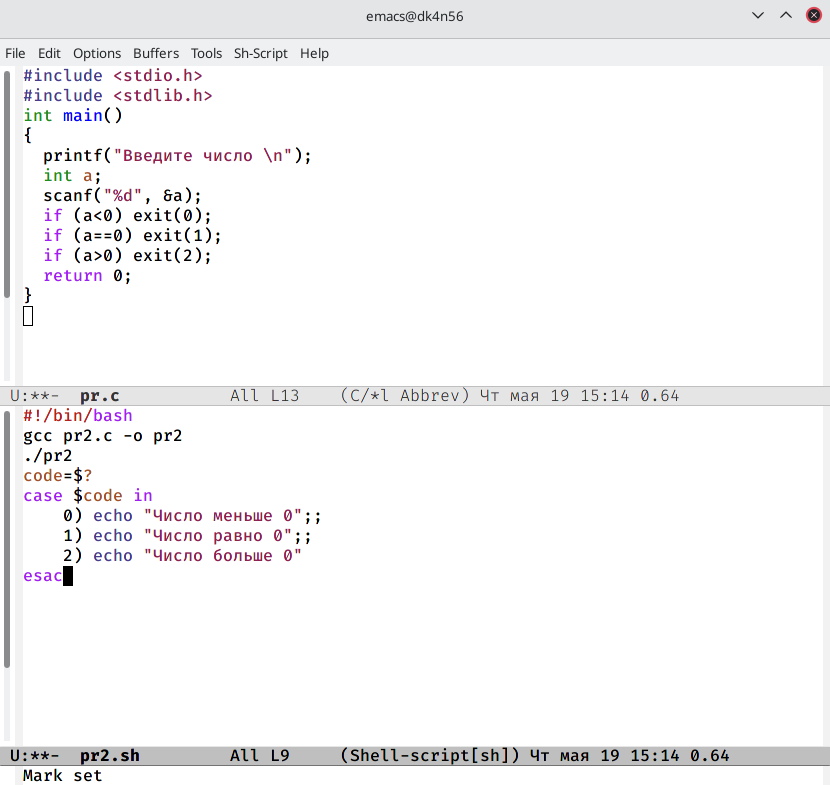 emacs@dk4n56
File Edit Options Buffers Tools Sh-Script Help
#include <stdio.h>
#include <stdlib.h>
int main()
{
  printf("Введите число \n");
  int a;
  scanf("%d", &a);
  if (a<0) exit(0);
  if (a==0) exit(1);
  if (a>0) exit(2);
  return 0;
}
U:**-  pr.c           All L13    (C/*l Abbrev) Чт мая 19 15:14 0.64
#!/bin/bash
gcc pr2.c -o pr2
./pr2
code=$?
case $code in
    0) echo "Число меньше 0";;
    1) echo "Число равно 0";;
    2) echo "Число больше 0"
esac
U:**-  pr2.sh         All L9     (Shell-script[sh]) Чт мая 19 15:14 0.64
Mark set